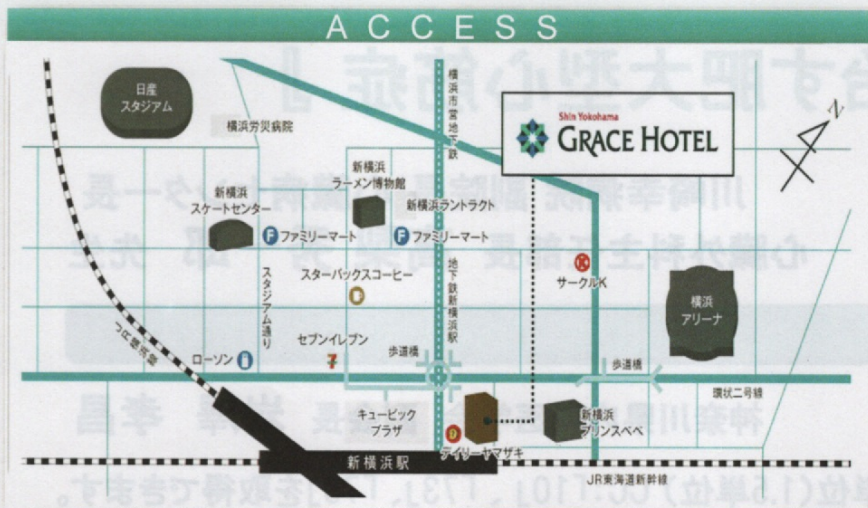 ACCESS
日産
スタジアム
横浜労災病院
横浜市営地下鉄
Shin Yokohama
GRACE HOTEL
N
新横浜
ラーメン博物館
新横浜
スケートセンター
新横浜ラントラクト
F ファミリーマート
F ファミリーマート
スタジアム通り
スターバックスコーヒー
地下鉄新横浜駅
K
サークルK
横浜
アリーナ
JR横浜線
ローソン
セブンイレブン
7
歩道橋
歩道橋
環状二号線
キュービック
プラザ
デイリーヤマザキ
新横浜
プリンスペペ
新横浜駅
JR東海道新幹線